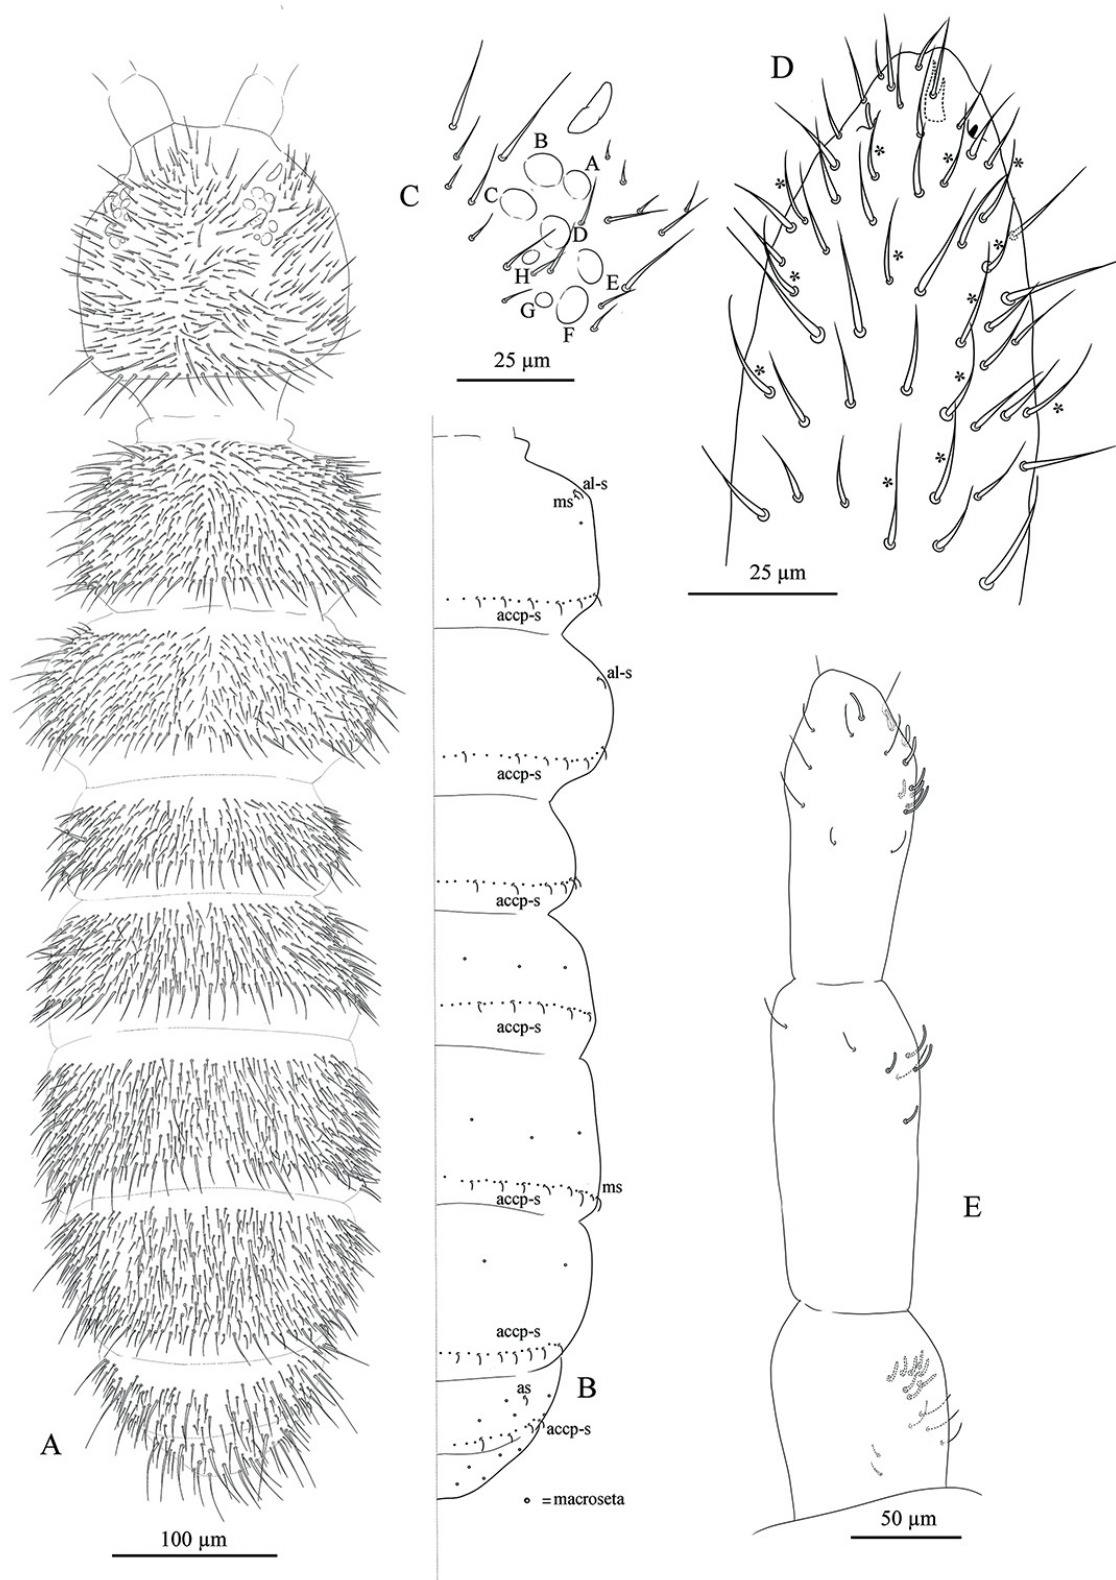 D
C
B
A
C
D
H
E
G
F
25 µm
*
*
*
*
*
*
*
*
*
*
*
*
*
25 µm
al-s
ms
accp-s
al-s
accp-s
accp-s
accp-s
accp-s
ms
accp-s
as
accp-s
B
= macroseta
A
100 µm
E
50 µm